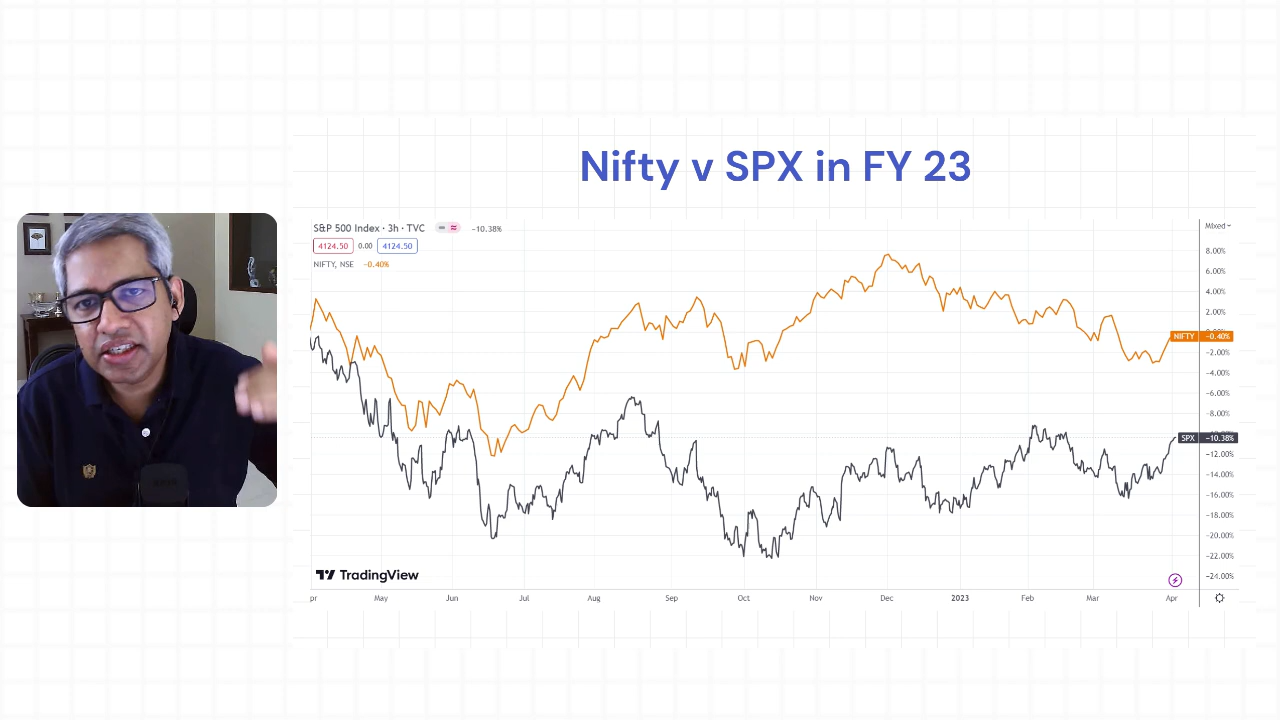 Nifty v SPX in FY 23
S&P 500 Index · 3h · TVC −10.38%
4124.50 0.00 4124.50
NIFTY, NSE −0.40%
Mixed
8.00%
6.00%
4.00%
2.00%
NIFTY −0.40%
−2.00%
−4.00%
−6.00%
−8.00%
SPX −10.38%
−12.00%
−14.00%
−16.00%
−18.00%
−20.00%
−22.00%
−24.00%
TradingView
pr May Jun Jul Aug Sep Oct Nov Dec 2023 Feb Mar Apr